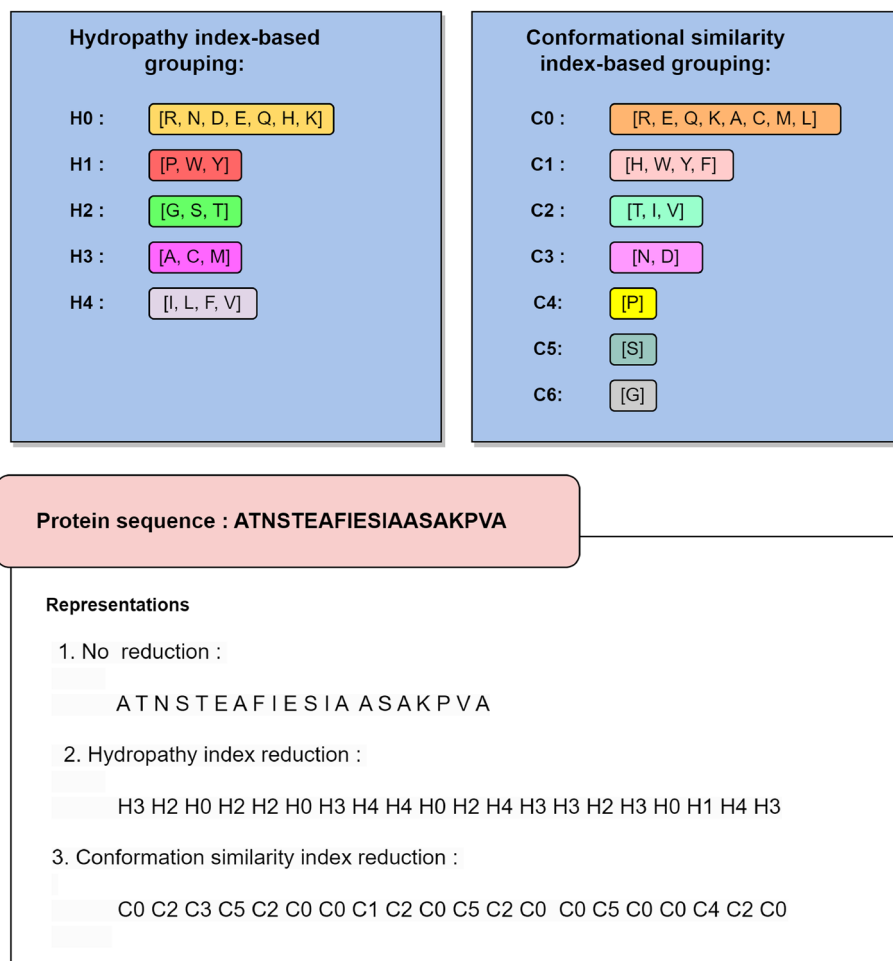 Hydropathy index-based
grouping:
H0 : [R, N, D, E, Q, H, K]
H1 : [P, W, Y]
H2 : [G, S, T]
H3 : [A, C, M]
H4 : [I, L, F, V]
Conformational similarity
index-based grouping:
C0 : [R, E, Q, K, A, C, M, L]
C1 : [H, W, Y, F]
C2 : [T, I, V]
C3 : [N, D]
C4: [P]
C5: [S]
C6: [G]
Protein sequence : ATNSTEAFIESIAASAKPVA
Representations
1. No reduction :
A T N S T E A F I E S I A A S A K P V A
2. Hydropathy index reduction :
H3 H2 H0 H2 H2 H0 H3 H4 H4 H0 H2 H4 H3 H3 H2 H3 H0 H1 H4 H3
3. Conformation similarity index reduction :
C0 C2 C3 C5 C2 C0 C0 C1 C2 C0 C5 C2 C0 C0 C5 C0 C0 C4 C2 C0